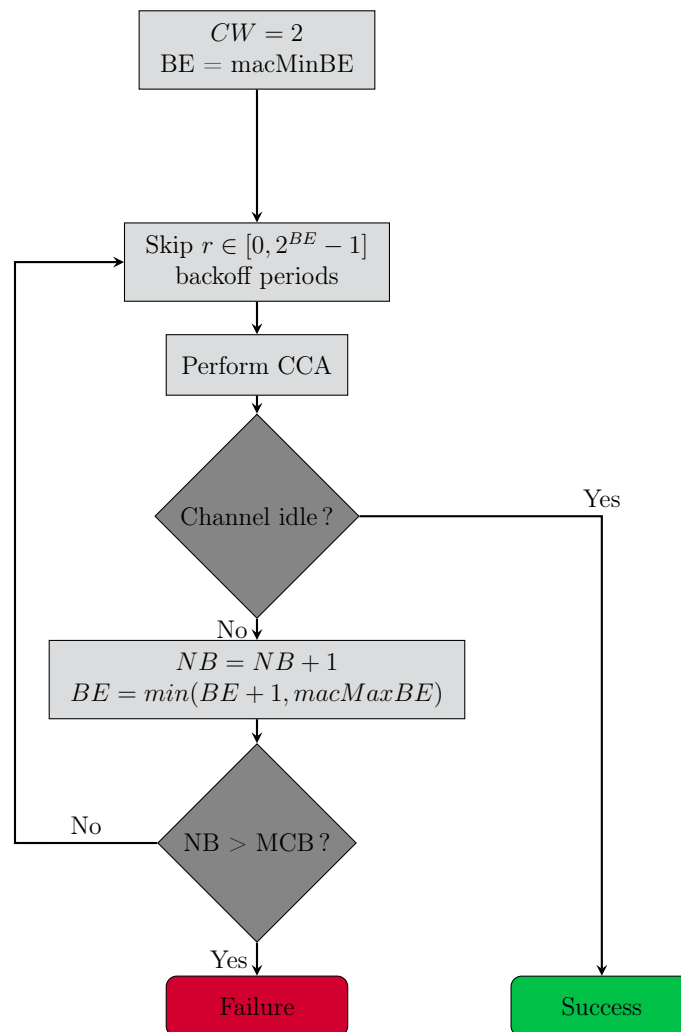 $CW = 2$
BE = macMinBE
Skip $r \in [0, 2^{BE} - 1]$
backoff periods
Perform CCA
Channel idle ?
Yes
No
$NB = NB + 1$
$BE = min(BE + 1, macMaxBE)$
NB > MCB ?
No
Yes
Failure
Success